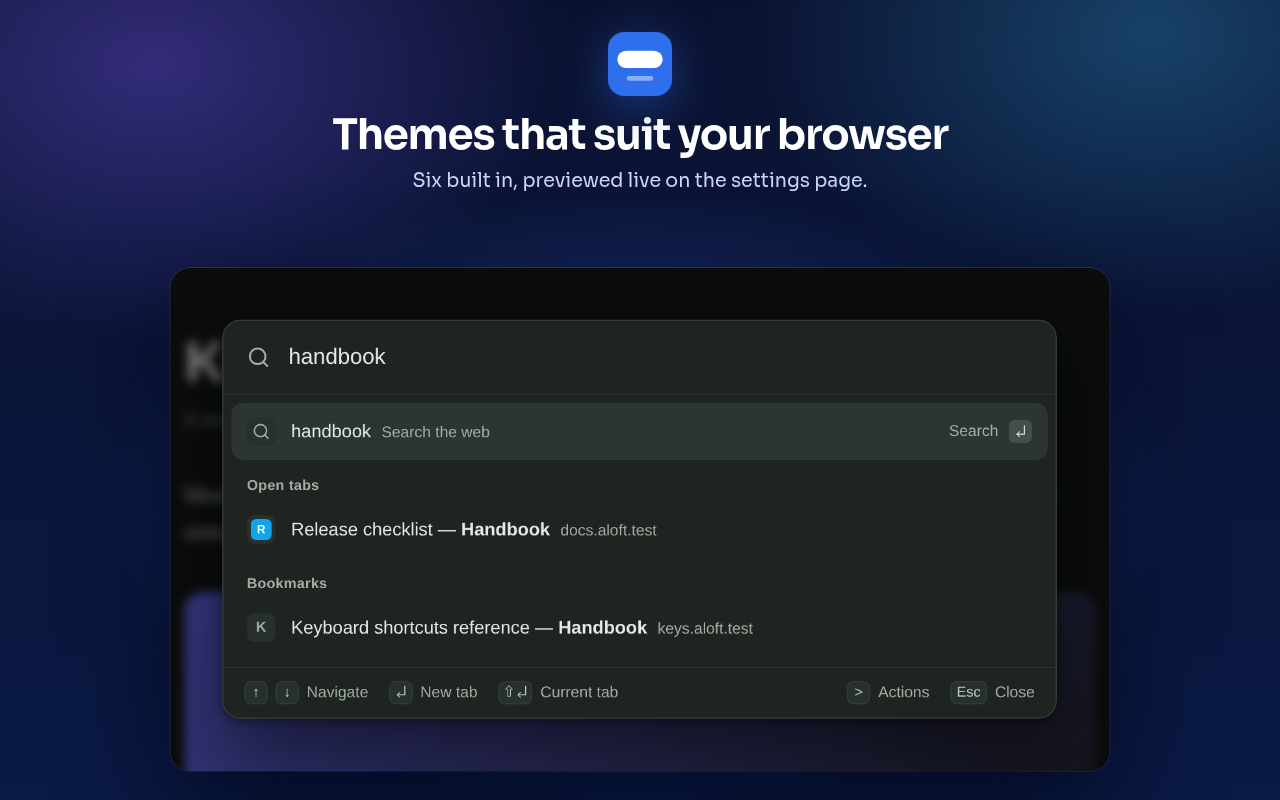 Themes that suit your browser
Six built in, previewed live on the settings page.
handbook
handbook Search the web Search ↵
Open tabs
R Release checklist — Handbook docs.aloft.test
Bookmarks
K Keyboard shortcuts reference — Handbook keys.aloft.test
↑ ↓ Navigate ↵ New tab ⇧↵ Current tab > Actions Esc Close